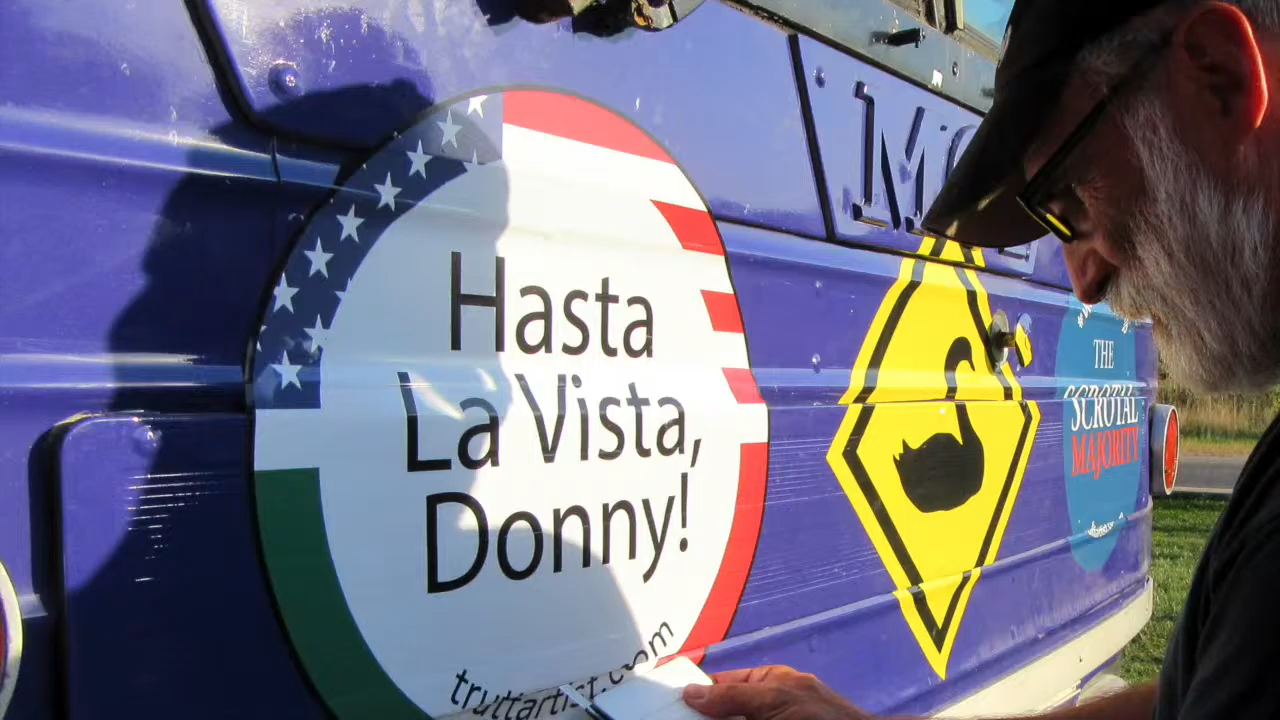 Hasta
La Vista,
Donny!
truttartist.com
THE
SCROTAL
MAJORITY